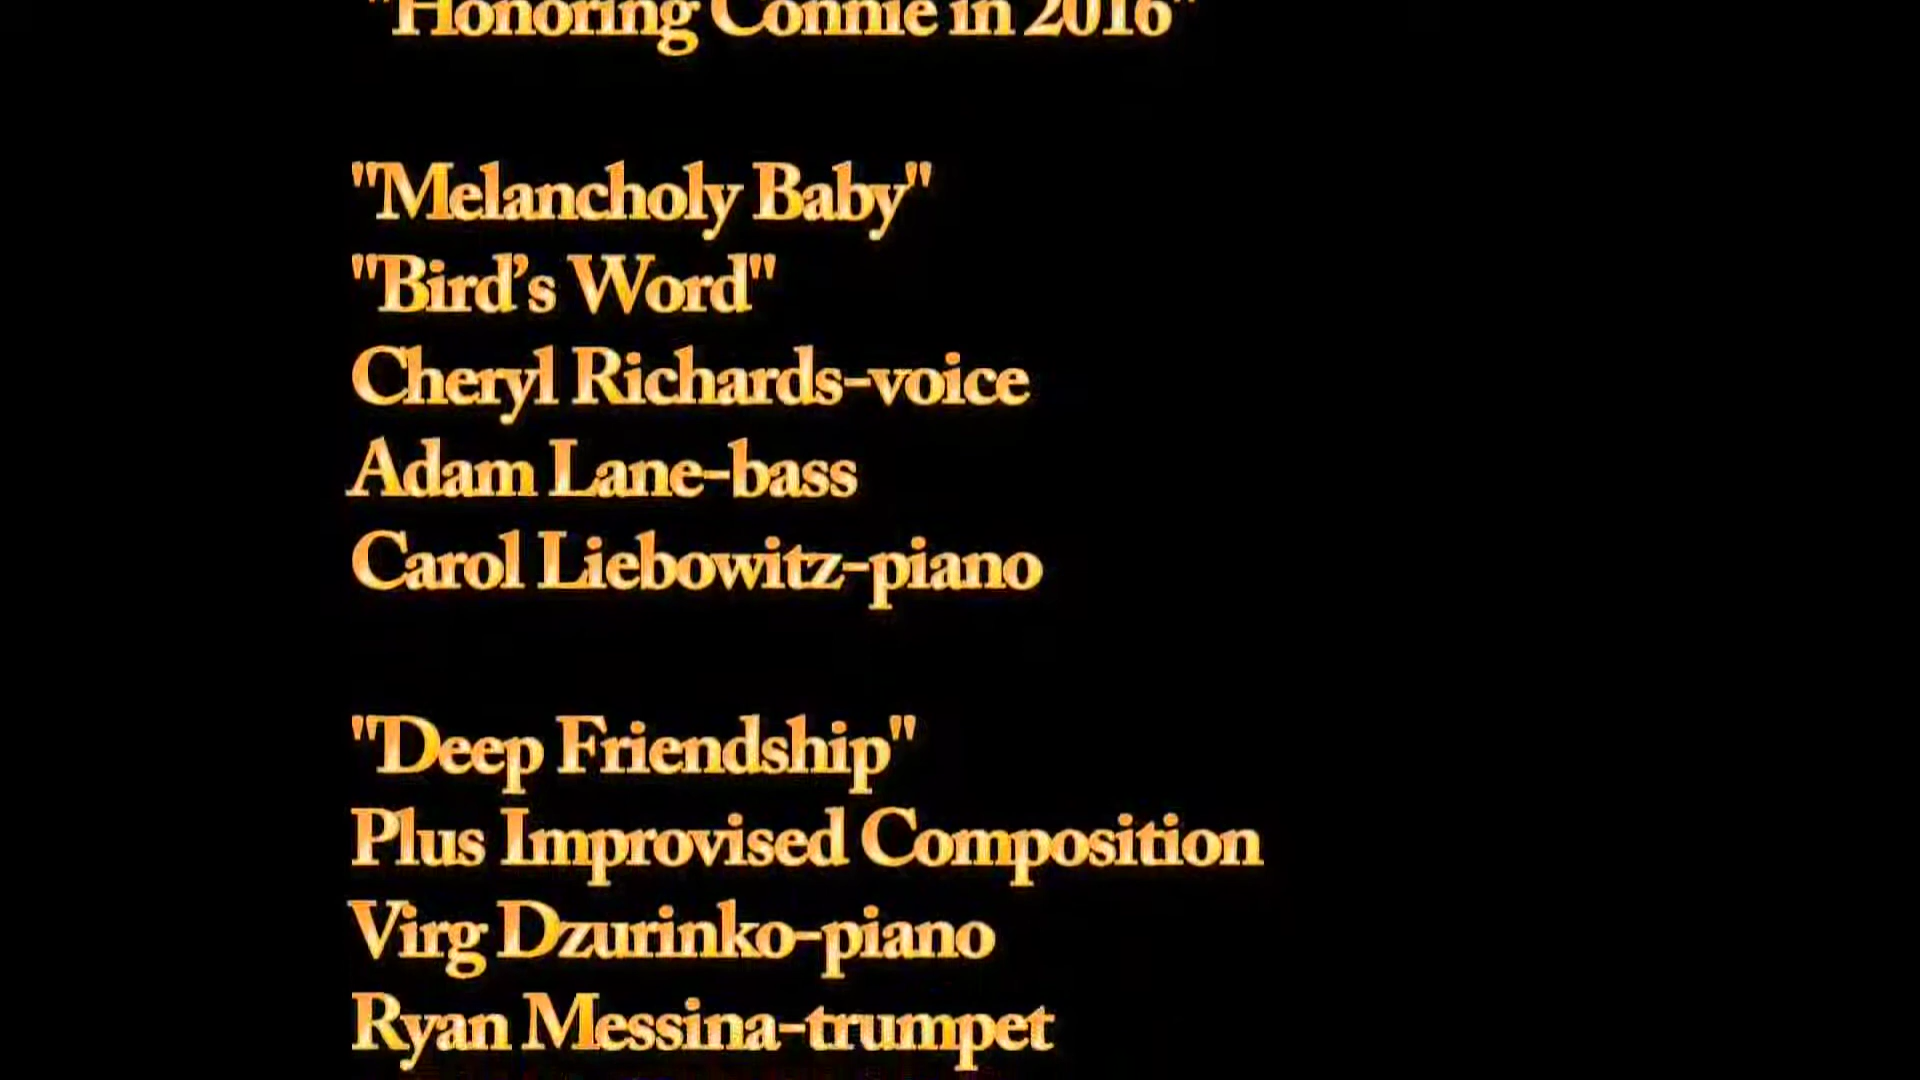 "Honoring Connie in 2016"
"Melancholy Baby"
"Bird’s Word"
Cheryl Richards-voice
Adam Lane-bass
Carol Liebowitz-piano
"Deep Friendship"
Plus Improvised Composition
Virg Dzurinko-piano
Ryan Messina-trumpet